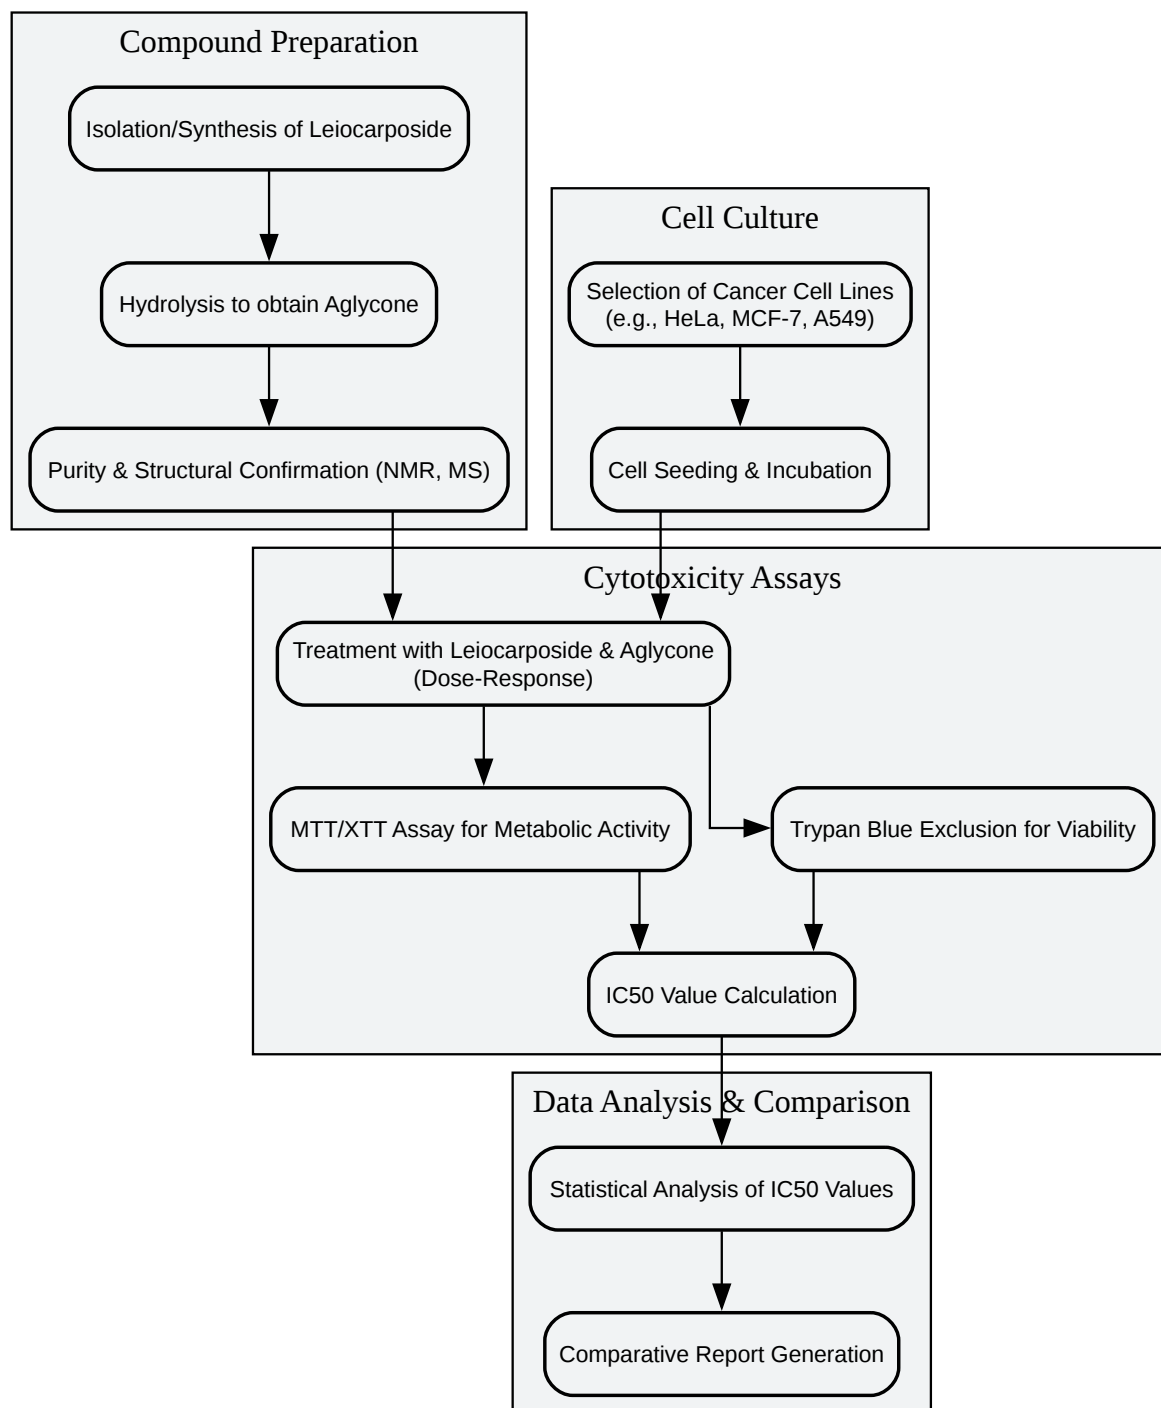 Compound Preparation
Isolation/Synthesis of Leiocarposide
Hydrolysis to obtain Aglycone
Purity & Structural Confirmation (NMR, MS)
Cell Culture
Selection of Cancer Cell Lines
(e.g., HeLa, MCF-7, A549)
Cell Seeding & Incubation
Cytotoxicity Assays
Treatment with Leiocarposide & Aglycone
(Dose-Response)
MTT/XTT Assay for Metabolic Activity
Trypan Blue Exclusion for Viability
IC50 Value Calculation
Data Analysis & Comparison
Statistical Analysis of IC50 Values
Comparative Report Generation